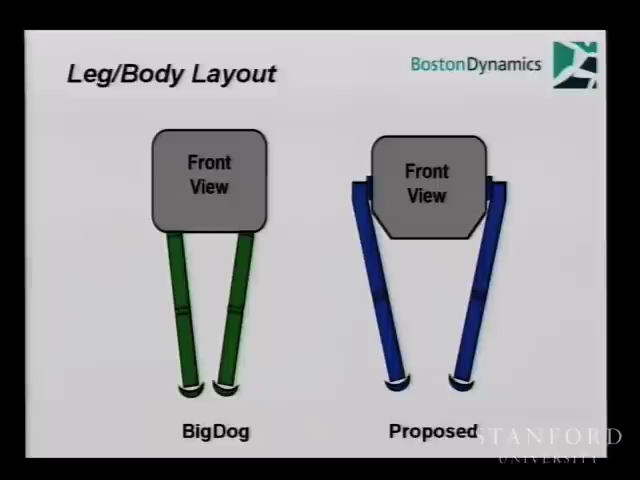 Leg/Body Layout
BostonDynamics
Front
View
Front
View
BigDog
Proposed
STANFORD
UNIVERSITY